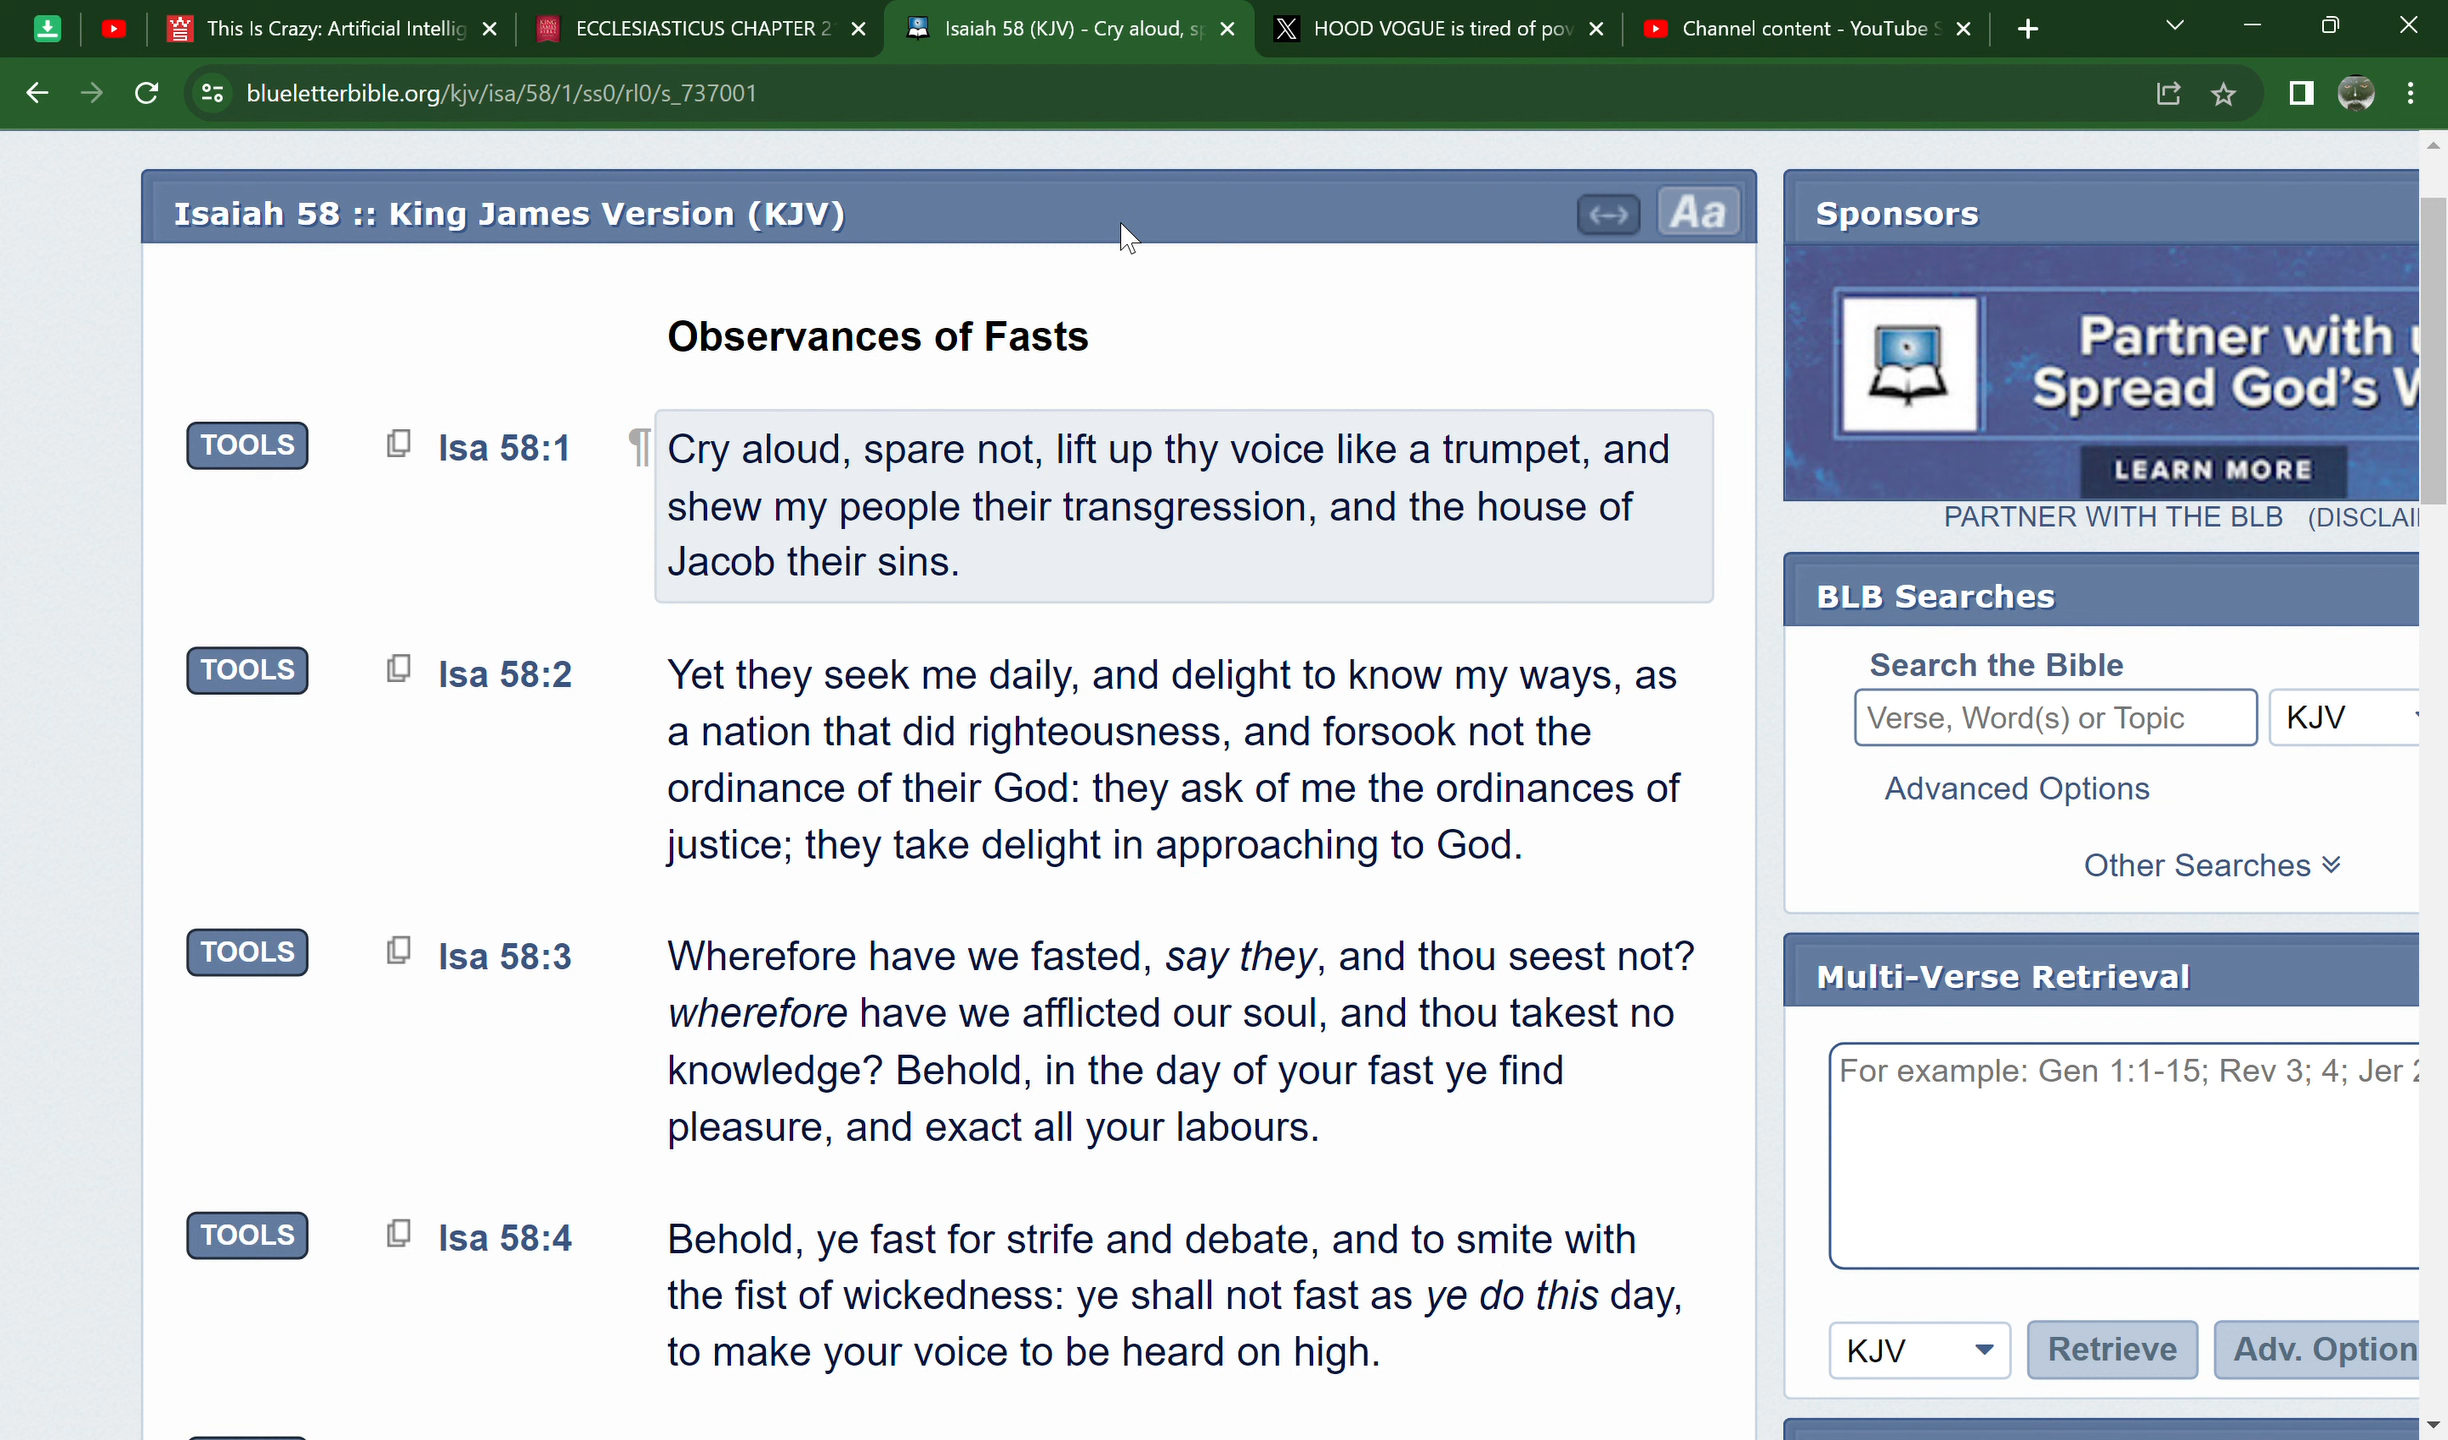 This Is Crazy: Artificial Intellig
ECCLESIASTICUS CHAPTER 2
Isaiah 58 (KJV) - Cry aloud, sp
HOOD VOGUE is tired of pov
Channel content - YouTube S
blueletterbible.org/kjv/isa/58/1/ss0/rl0/s_737001
Isaiah 58 :: King James Version (KJV)
Aa
Observances of Fasts
TOOLS Isa 58:1 ¶ Cry aloud, spare not, lift up thy voice like a trumpet, and
shew my people their transgression, and the house of
Jacob their sins.
TOOLS Isa 58:2 Yet they seek me daily, and delight to know my ways, as
a nation that did righteousness, and forsook not the
ordinance of their God: they ask of me the ordinances of
justice; they take delight in approaching to God.
TOOLS Isa 58:3 Wherefore have we fasted, say they, and thou seest not?
wherefore have we afflicted our soul, and thou takest no
knowledge? Behold, in the day of your fast ye find
pleasure, and exact all your labours.
TOOLS Isa 58:4 Behold, ye fast for strife and debate, and to smite with
the fist of wickedness: ye shall not fast as ye do this day,
to make your voice to be heard on high.
Sponsors
Partner with
Spread God's
LEARN MORE
PARTNER WITH THE BLB (DISCLAI
BLB Searches
Search the Bible
Verse, Word(s) or Topic KJV
Advanced Options
Other Searches
Multi-Verse Retrieval
For example: Gen 1:1-15; Rev 3; 4; Jer
KJV Retrieve Adv. Option